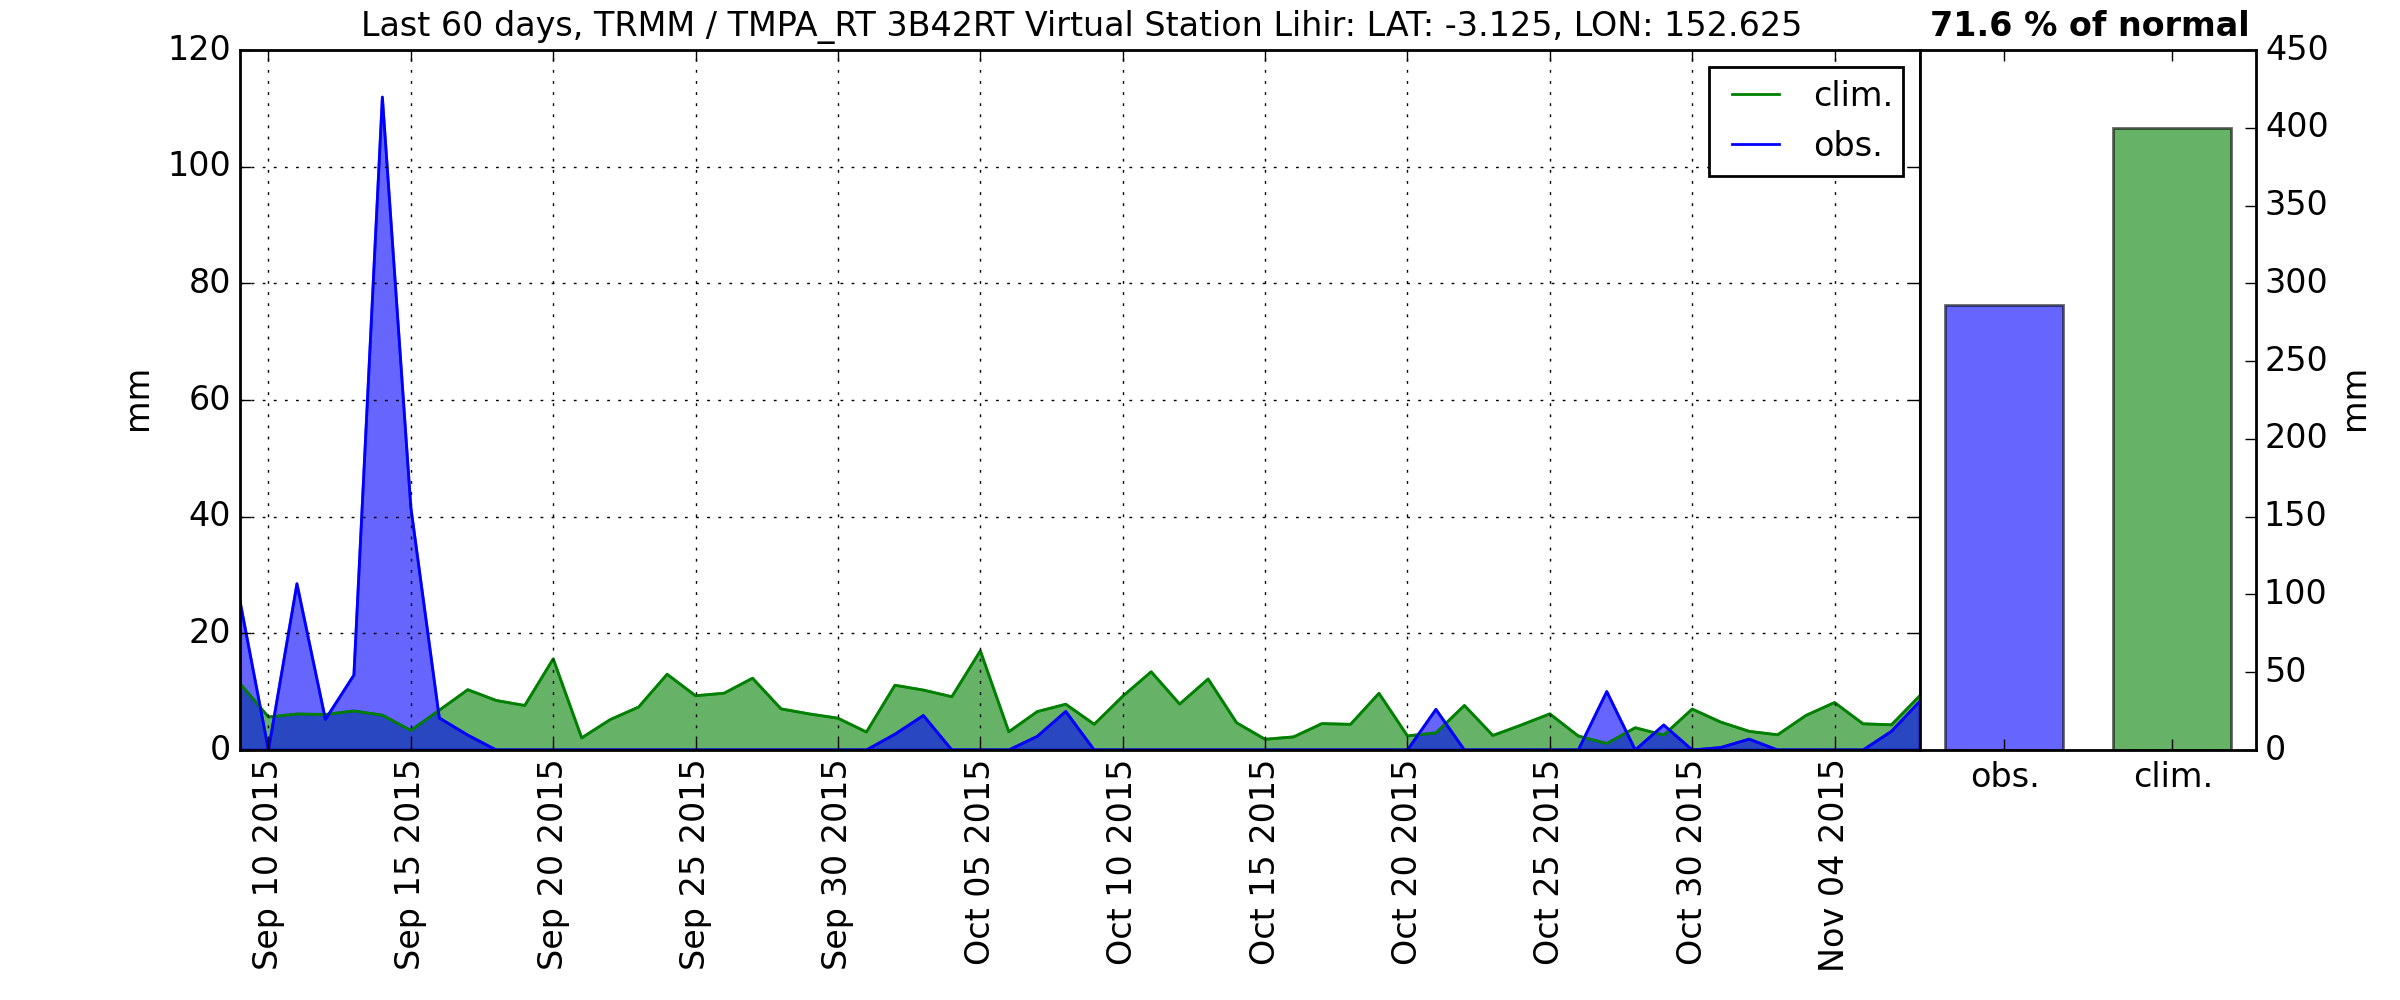 Last 60 days, TRMM / TMPA_RT 3B42RT Virtual Station Lihir: LAT: -3.125, LON: 152.625
71.6 % of normal
120
100
80
60
40
20
0
mm
clim.
obs.
450
400
350
300
250
200
150
100
50
0
mm
Sep 10 2015
Sep 15 2015
Sep 20 2015
Sep 25 2015
Sep 30 2015
Oct 05 2015
Oct 10 2015
Oct 15 2015
Oct 20 2015
Oct 25 2015
Oct 30 2015
Nov 04 2015
obs.
clim.